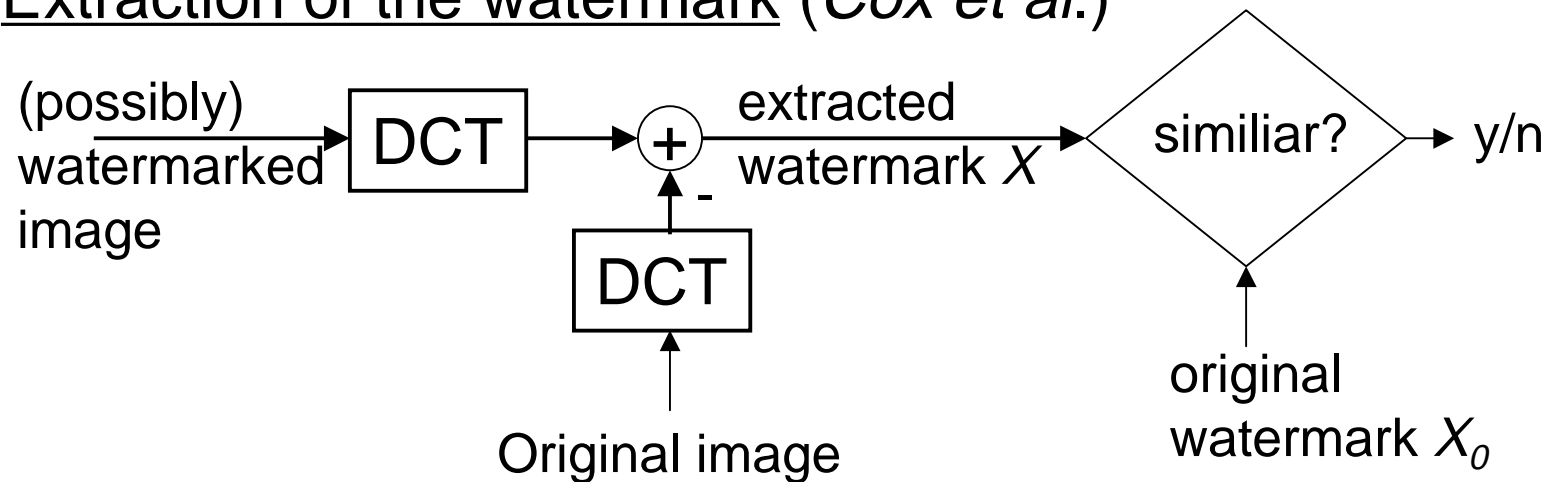 Extraction of the watermark (Cox et al.)
(possibly)
watermarked
image
DCT
+
-
DCT
Original image
extracted
watermark X
similiar?
y/n
original
watermark X₀